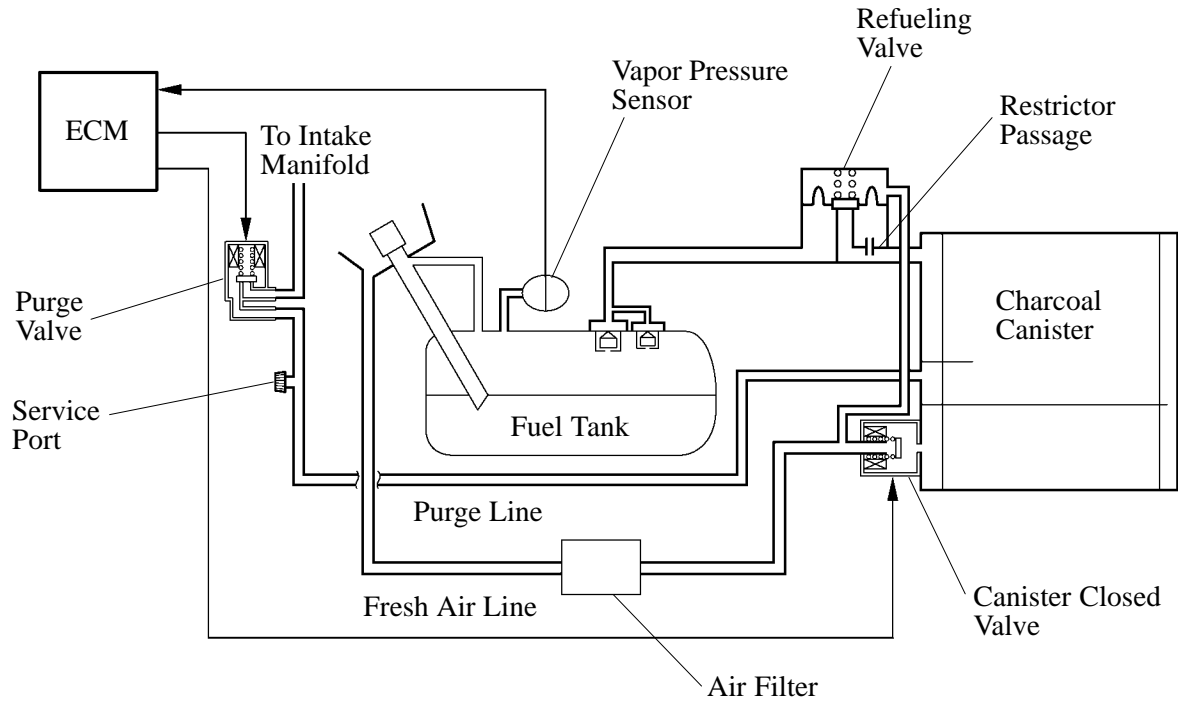 Refueling
Valve
Vapor Pressure
Sensor
Restrictor
Passage
ECM
To Intake
Manifold
Purge
Valve
Charcoal
Canister
Service
Port
Fuel Tank
Purge Line
Fresh Air Line
Canister Closed
Valve
Air Filter